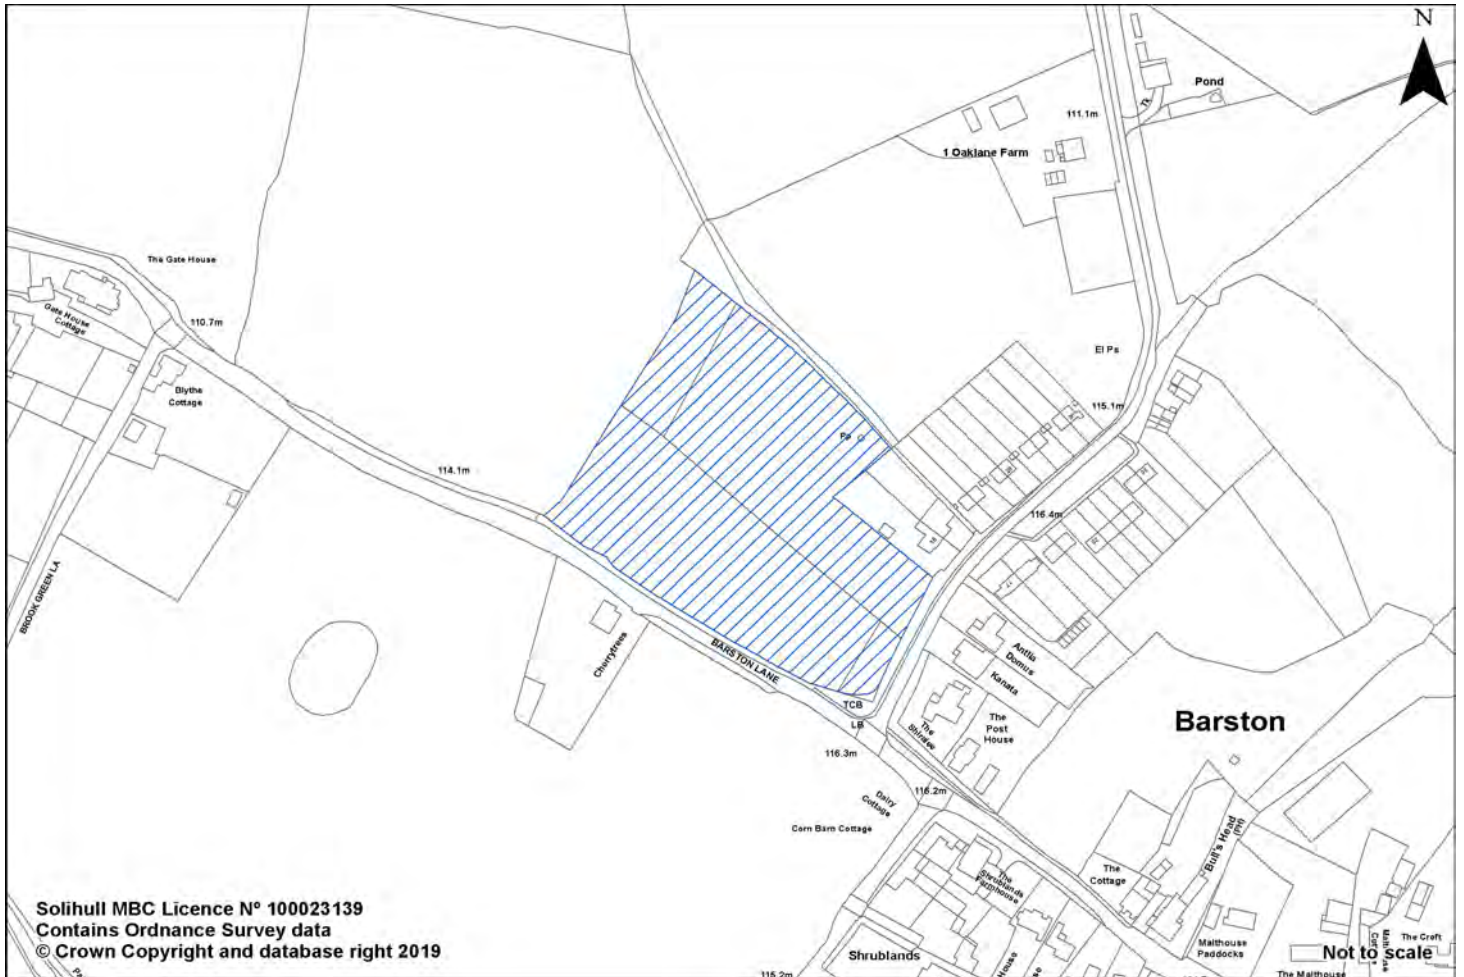 N
Pond
Tk
111.1m
1 Oaklane Farm
The Gate House
Gate House
Cottage
110.7m
El Ps
Blythe
Cottage
115.1m
114.1m
116.4m
BROOK GREEN LA
Cherrytrees
BARSTON LANE
Antlia
Domus
Kanata
TCB
LB
The
Shiralee
The
Post
House
Barston
116.3m
116.2m
Dairy
Cottage
Corn Barn Cottage
Bull's Head
(PH)
The
Cottage
The
Shrublands
Farmhouse
Solihull MBC Licence Nº 100023139
Contains Ordnance Survey data
© Crown Copyright and database right 2019
Shrublands
House
Malthouse
Paddocks
The Croft
Not to scale
115.2m
The Malthouse